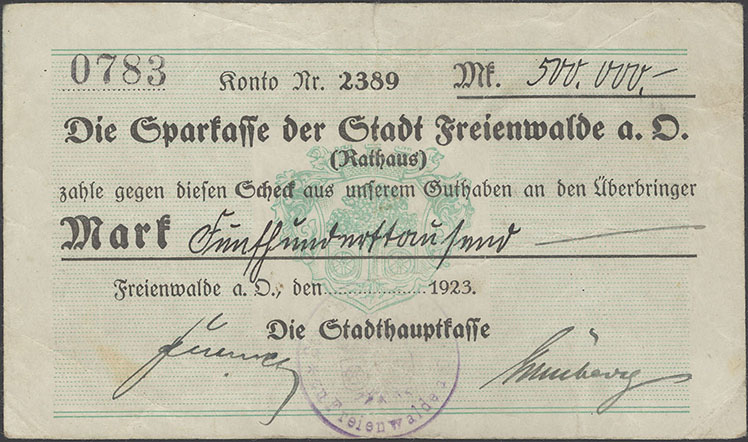 0783 Konto Nr. 2389 Mk. 500.000,-
Die Sparkasse der Stadt Freienwalde a. O.
(Rathaus)
zahle gegen diesen Scheck aus unserem Guthaben an den Überbringer
Mark Fünfhunderttausend
Freienwalde a. O., den 1923.
Die Stadthauptkasse
Freienwalde